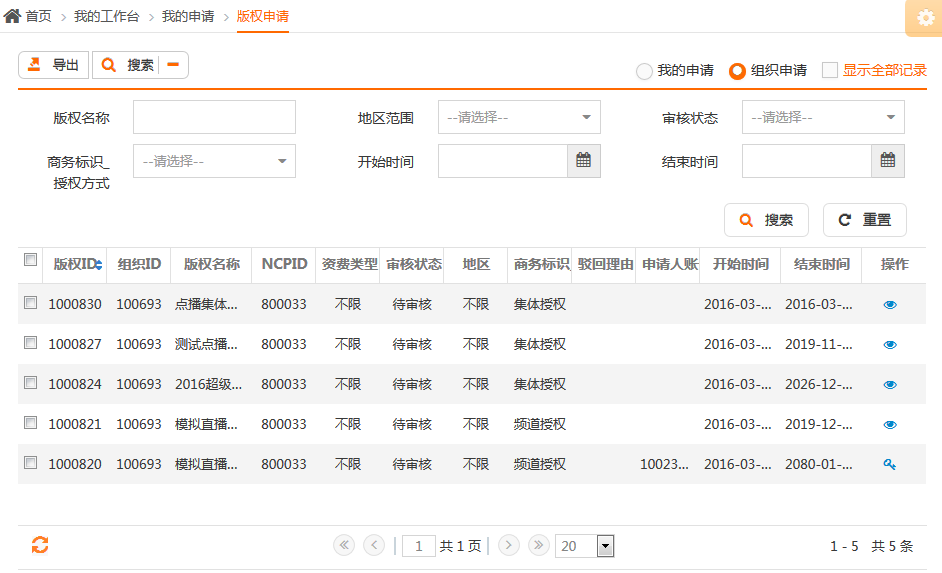 首页 我的工作台 我的申请 版权申请
导出 搜索 我的申请 组织申请 显示全部记录
版权名称 地区范围 --请选择-- 审核状态 --请选择--
商务标识_ --请选择-- 开始时间 结束时间
授权方式
搜索 重置
版权ID 组织ID 版权名称 NCPID 资费类型 审核状态 地区 商务标识 驳回理由 申请人账 开始时间 结束时间 操作
1000830 100693 点播集体... 800033 不限 待审核 不限 集体授权 2016-03-... 2016-03-...
1000827 100693 测试点播... 800033 不限 待审核 不限 集体授权 2016-03-... 2019-11-...
1000824 100693 2016超级... 800033 不限 待审核 不限 集体授权 2016-03-... 2026-12-...
1000821 100693 模拟直播... 800033 不限 待审核 不限 频道授权 2016-03-... 2019-12-...
1000820 100693 模拟直播... 800033 不限 待审核 不限 频道授权 10023... 2016-03-... 2080-01-...
1 共 1 页 20 1 - 5 共 5 条